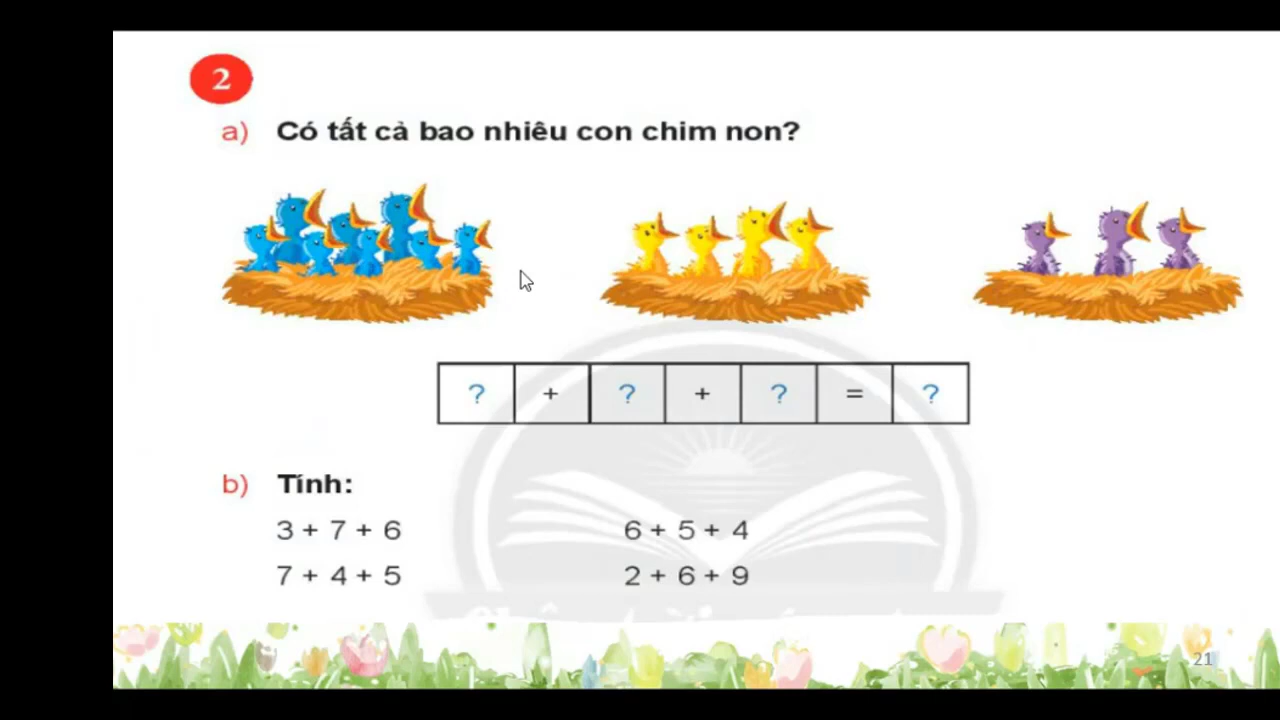 2
a) Có tất cả bao nhiêu con chim non?
? + ? + ? = ?
b) Tính:
3 + 7 + 6 6 + 5 + 4
7 + 4 + 5 2 + 6 + 9
21